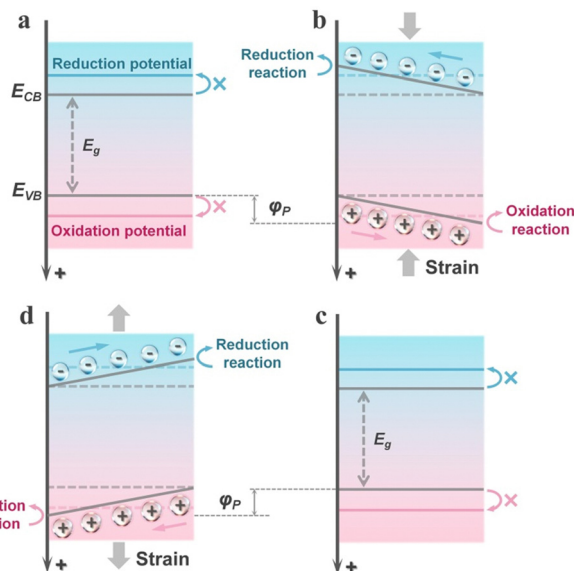 a
Reduction potential
E_CB
E_g
E_VB
Oxidation potential
φ_P
+
b
Reduction
reaction
Oxidation
reaction
Strain
+
d
Reduction
reaction
φ_P
Strain
+
c
E_g
+